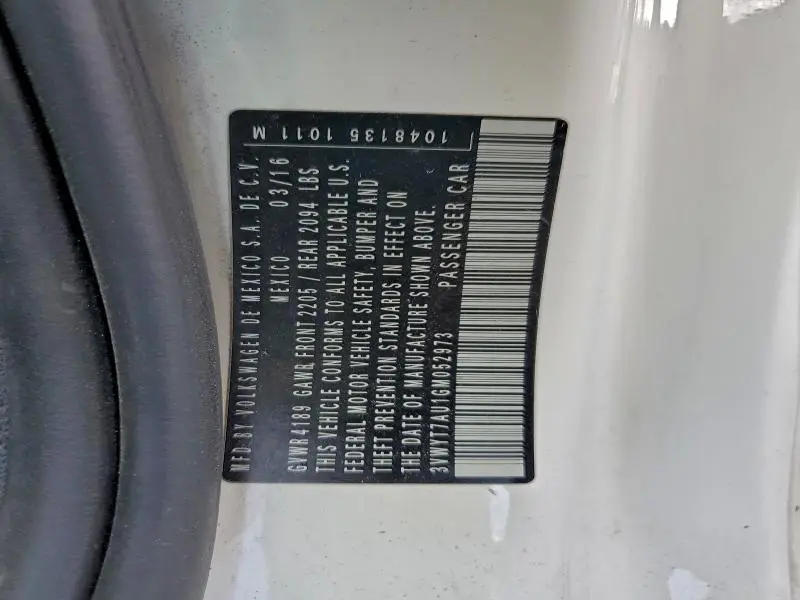 MFD BY VOLKSWAGEN DE MEXICO S.A. DE C.V.
MEXICO 03/16
GVWR 4189 GAWR FRONT 2205 / REAR 2094 LBS
THIS VEHICLE CONFORMS TO ALL APPLICABLE U.S.
FEDERAL MOTOR VEHICLE SAFETY, BUMPER AND
THEFT PREVENTION STANDARDS IN EFFECT ON
THE DATE OF MANUFACTURE SHOWN ABOVE.
3VWYT7AU1GM052973 PASSENGER CAR
1048135 1011 M